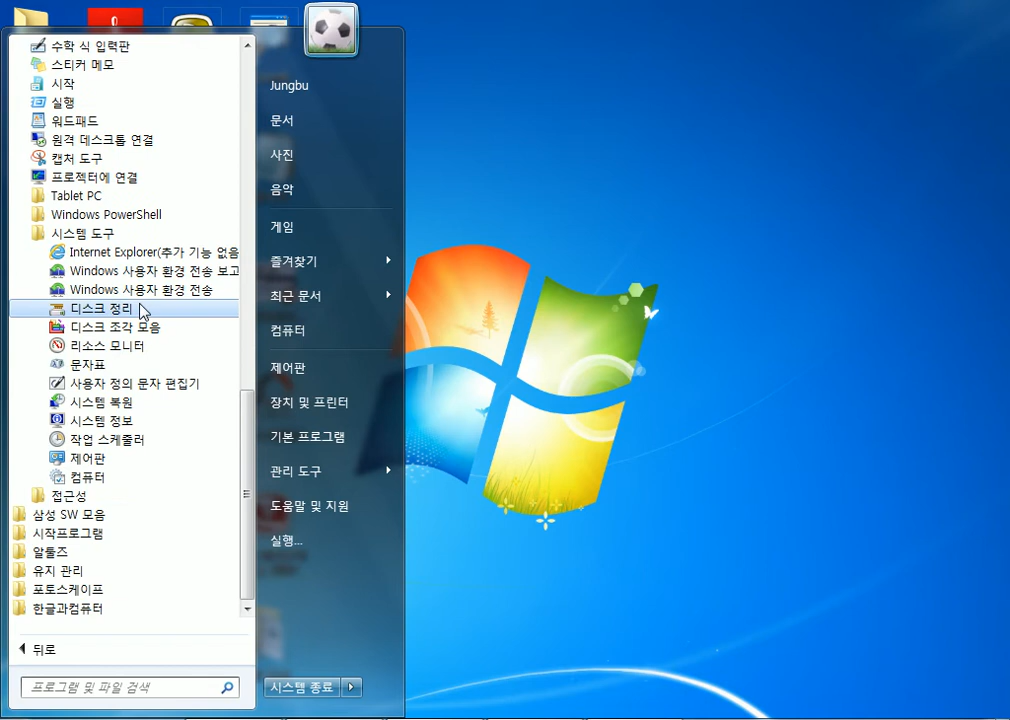 수학 식 입력판
스티커 메모
시작
실행
워드패드
원격 데스크톱 연결
캡처 도구
프로젝터에 연결
Tablet PC
Windows PowerShell
시스템 도구
Internet Explorer(추가 기능 없음
Windows 사용자 환경 전송 보고
Windows 사용자 환경 전송
디스크 정리
디스크 조각 모음
리소스 모니터
문자표
사용자 정의 문자 편집기
시스템 복원
시스템 정보
작업 스케줄러
제어판
컴퓨터
접근성
삼성 SW 모음
시작프로그램
알툴즈
유지 관리
포토스케이프
한글과컴퓨터
뒤로
프로그램 및 파일 검색
Jungbu
문서
사진
음악
게임
즐겨찾기
최근 문서
컴퓨터
제어판
장치 및 프린터
기본 프로그램
관리 도구
도움말 및 지원
실행...
시스템 종료